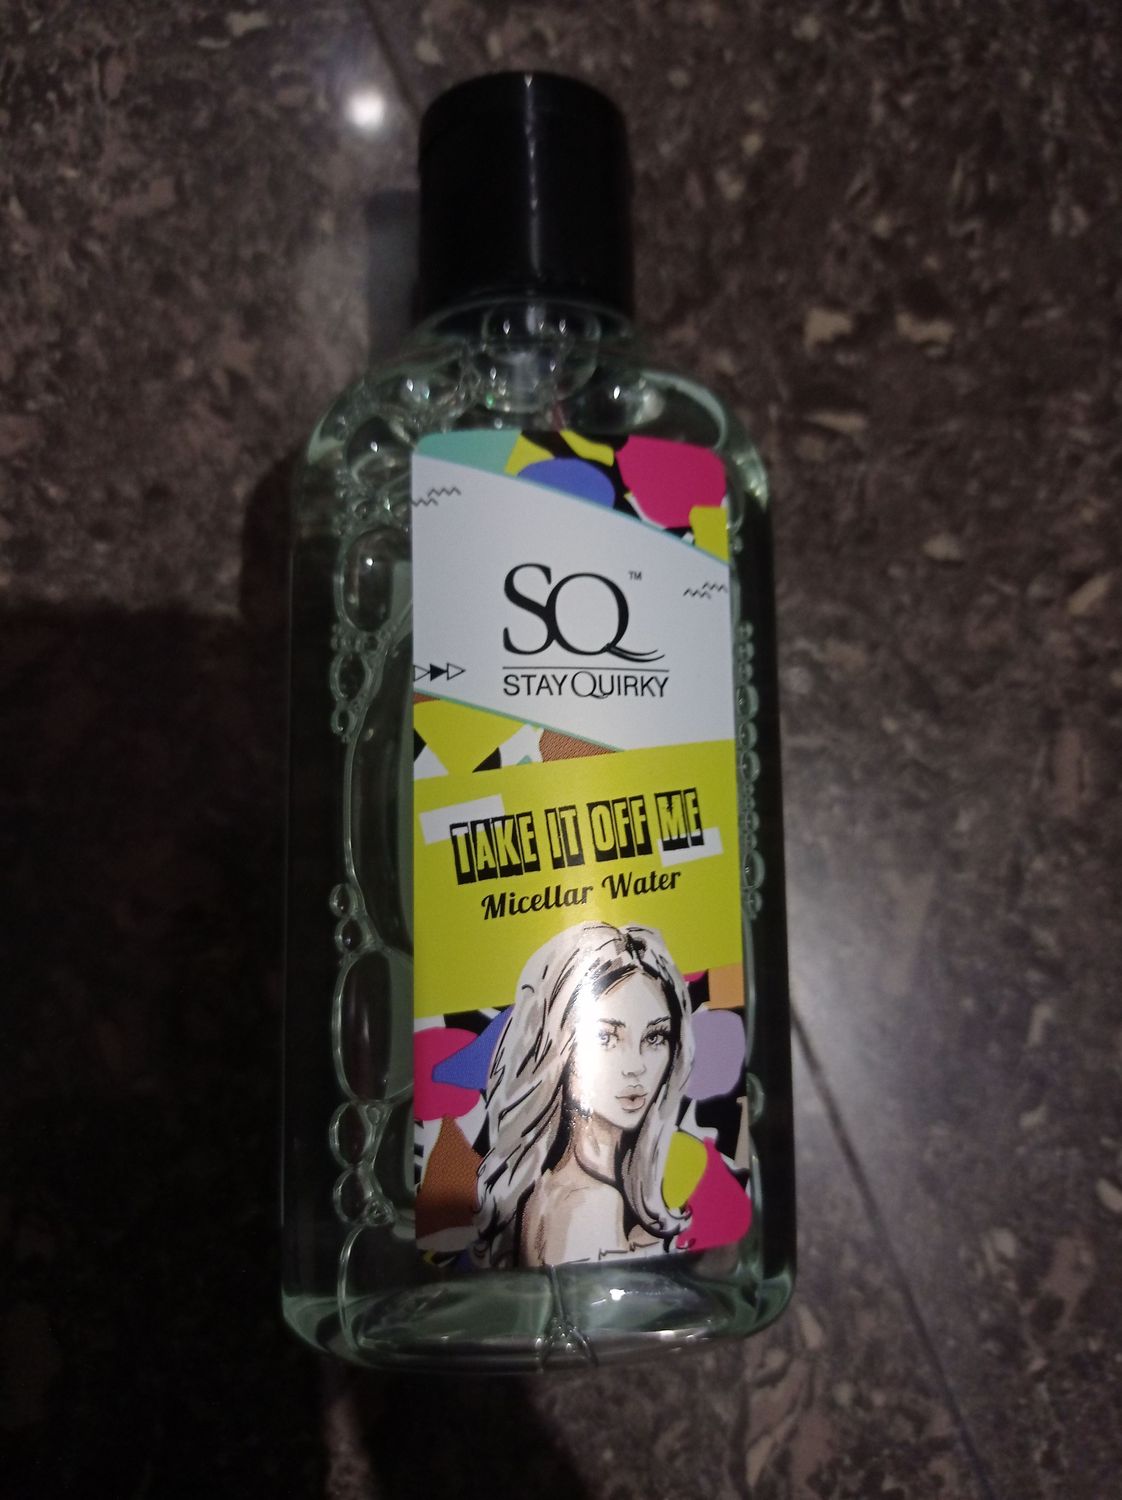 SQ™
STAY QUIRKY
TAKE IT OFF ME
Micellar Water